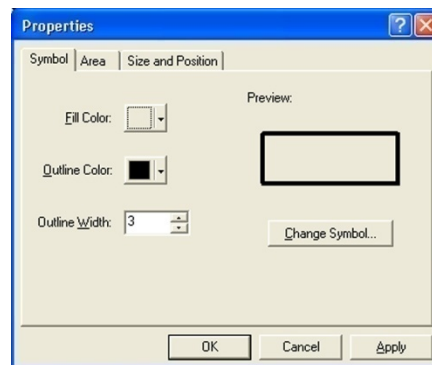 Properties
Symbol Area Size and Position
Preview:
Fill Color:
Outline Color:
Outline Width: 3
Change Symbol...
OK Cancel Apply